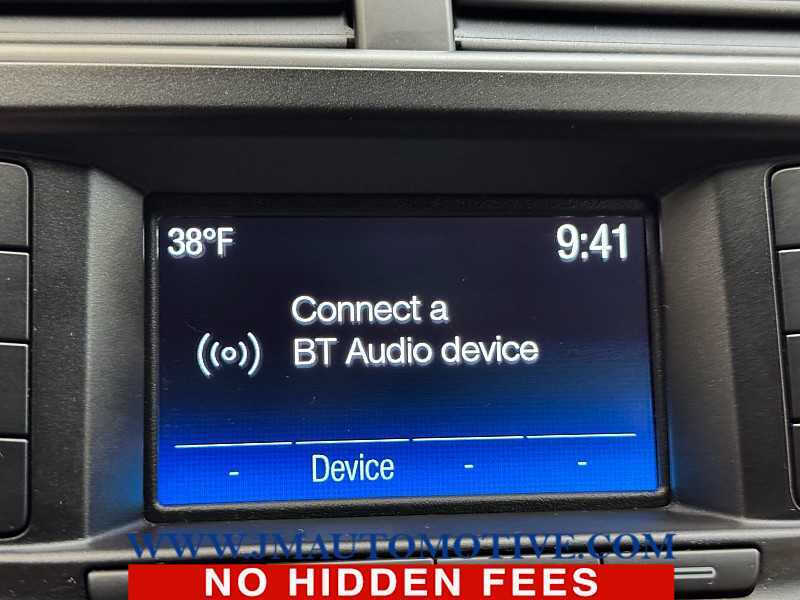 38°F
9:41
Connect a
BT Audio device
- Device - -
WWW.JMAUTOMOTIVE.COM
NO HIDDEN FEES